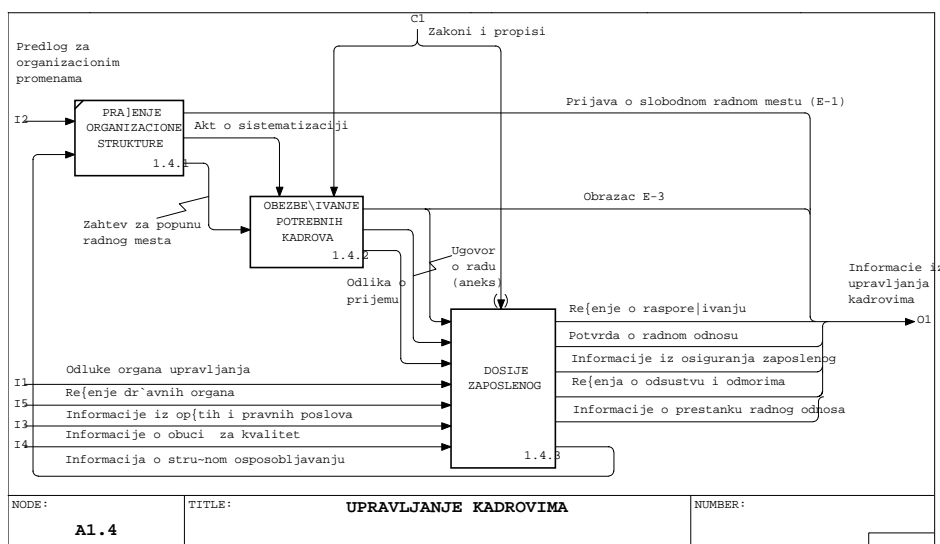 C1
Zakoni i propisi
Predlog za
organizacionim
promenama
I2
PRA]ENJE
ORGANIZACIONE
STRUKTURE
1.4.1
Prijava o slobodnom radnom mestu (E-1)
Akt o sistematizaciji
Zahtev za popunu
radnog mesta
OBEZBE\IVANJE
POTREBNIH
KADROVA
1.4.2
Obrazac E-3
Odlika o
prijemu
Ugovor
o radu
(aneks)
Informacie iz
upravljanja
kadrovima
O1
DOSIJE
ZAPOSLENOG
1.4.3
Re{enje o raspore|ivanju
Potvrda o radnom odnosu
Informacije iz osiguranja zaposlenog
Re{enja o odsustvu i odmorima
Informacije o prestanku radnog odnosa
Odluke organa upravljanja
I1
Re{enje dr`avnih organa
I5
Informacije iz op{tih i pravnih poslova
I3
Informacije o obuci za kvalitet
I4
Informacija o stru~nom osposobljavanju
NODE:
A1.4
TITLE:
UPRAVLJANJE KADROVIMA
NUMBER: